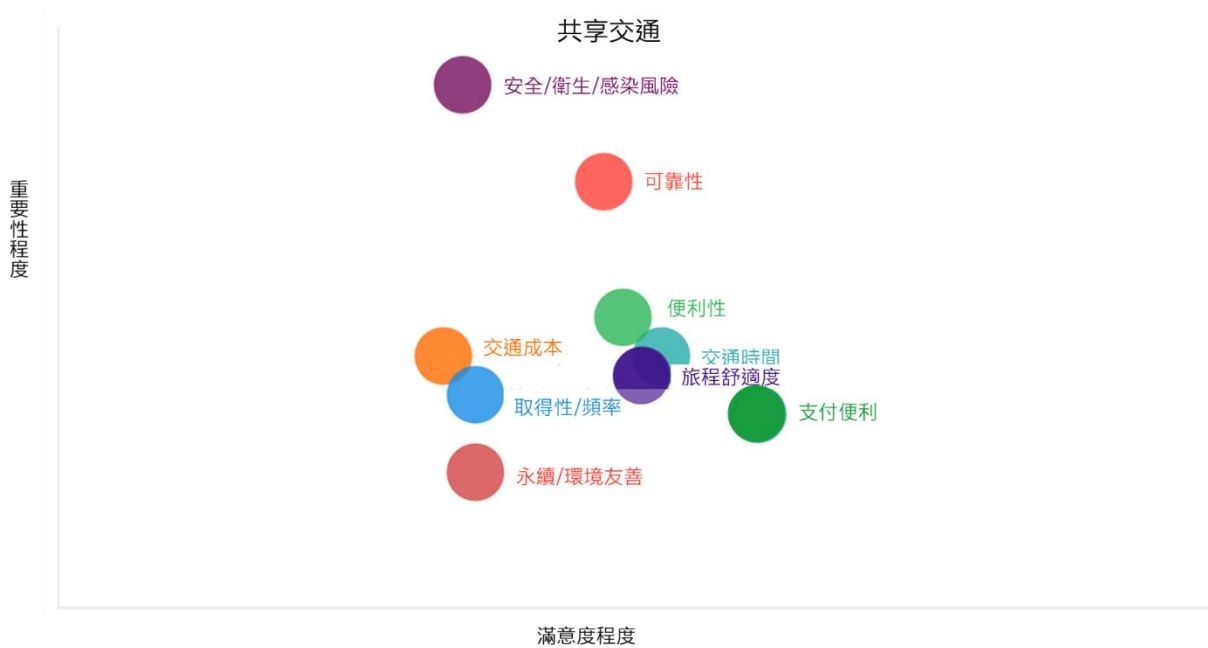 共享交通
安全/衛生/感染風險
可靠性
重要性程度
便利性
交通成本
交通時間
旅程舒適度
取得性/頻率
支付便利
永續/環境友善
滿意度程度